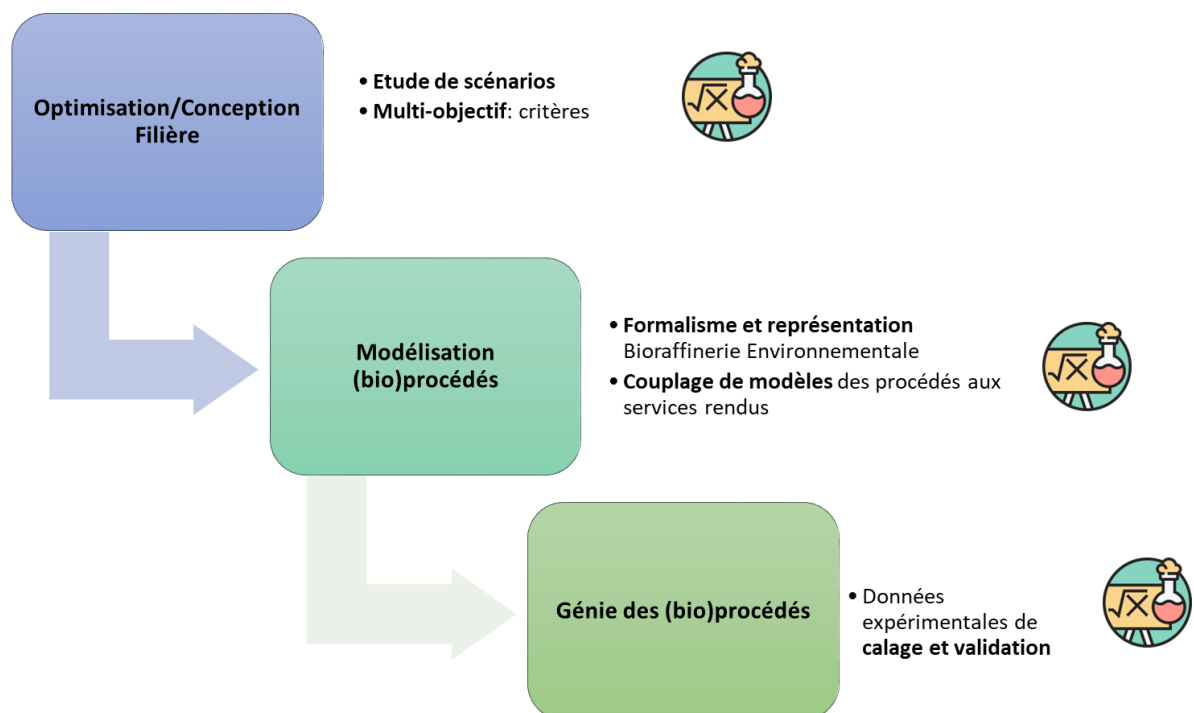 Optimisation/Conception
Filière
• Etude de scénarios
• Multi-objectif: critères
Modélisation
(bio)procédés
• Formalisme et représentation
Bioraffinerie Environnementale
• Couplage de modèles des procédés aux
services rendus
Génie des (bio)procédés
• Données
expérimentales de
calage et validation
√x
√x
√x